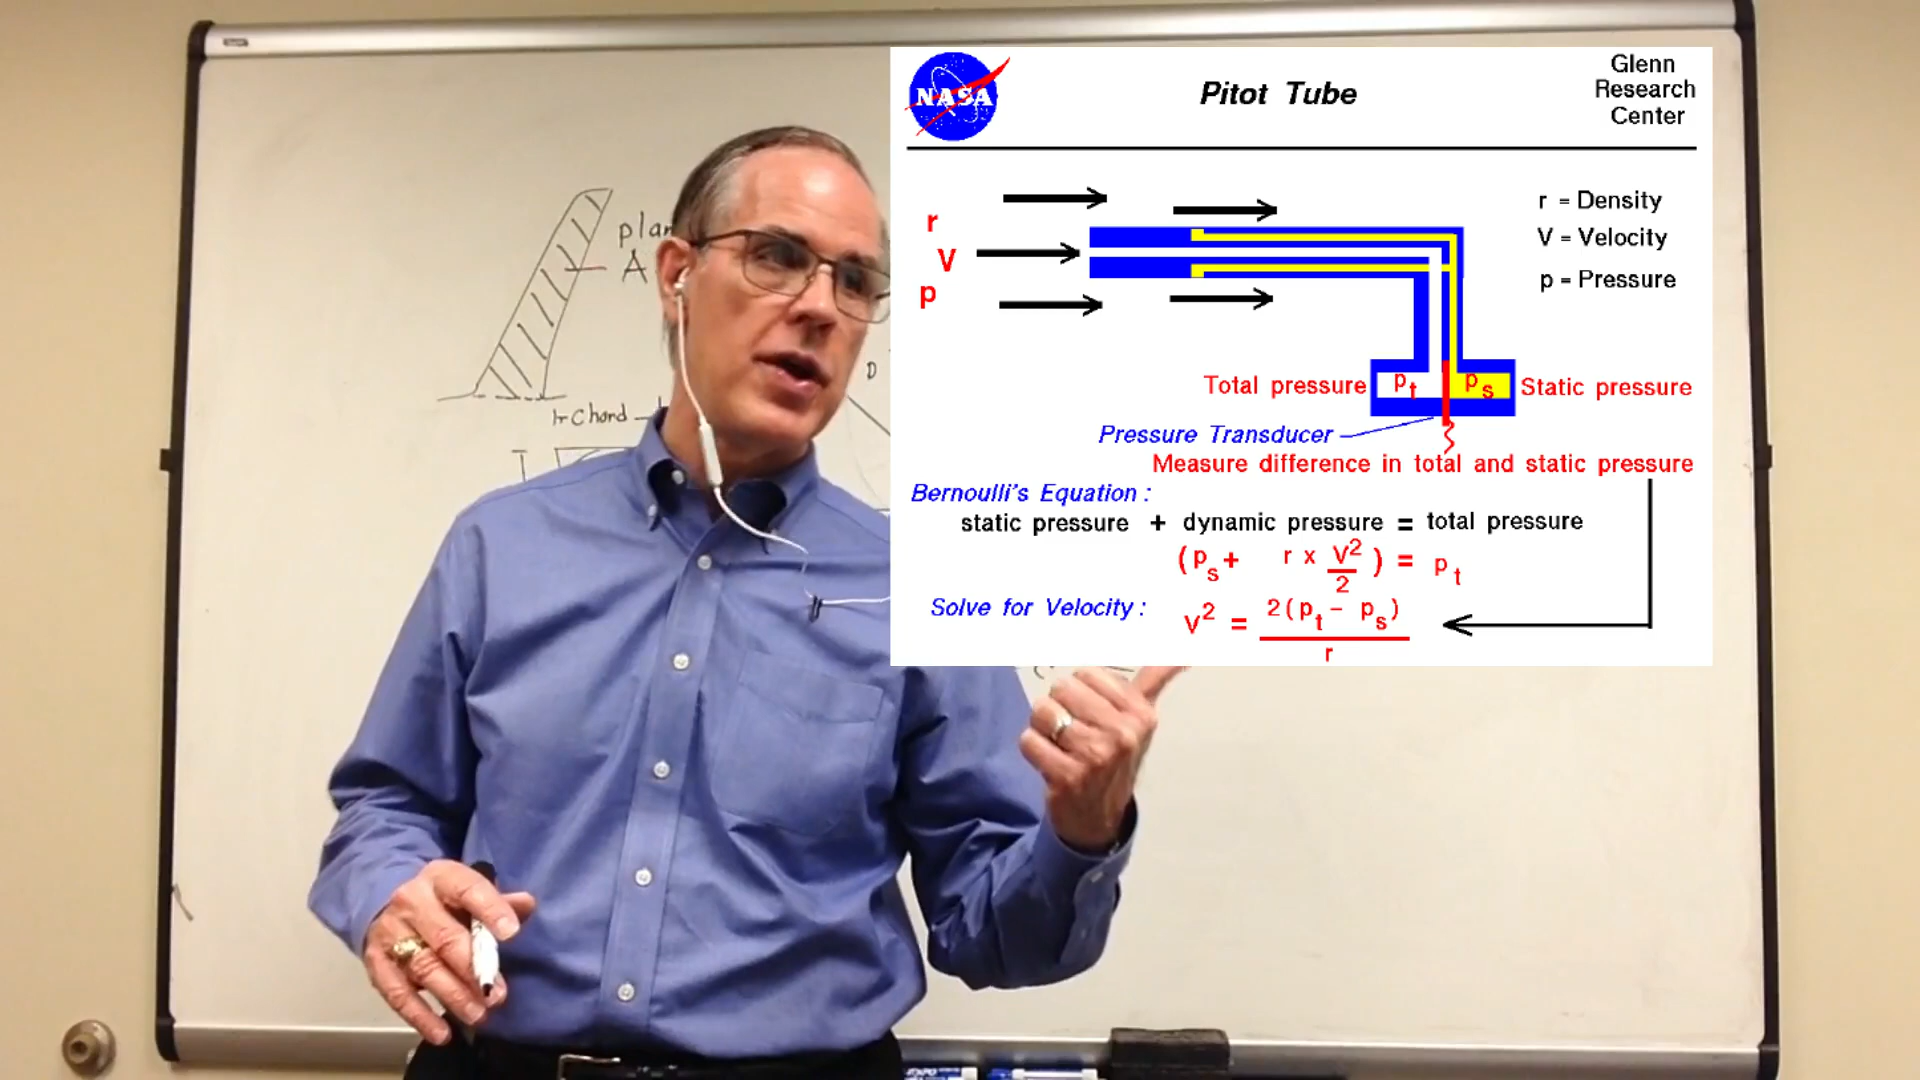 plan
A
D
chord
NASA
Pitot Tube
Glenn
Research
Center
r
V
p
r = Density
V = Velocity
p = Pressure
Total pressure
pt
ps
Static pressure
Pressure Transducer
Measure difference in total and static pressure
Bernoulli's Equation :
static pressure + dynamic pressure = total pressure
(ps + r x V²/2) = pt
Solve for Velocity :
V² = 2(pt - ps)
r
EXPO